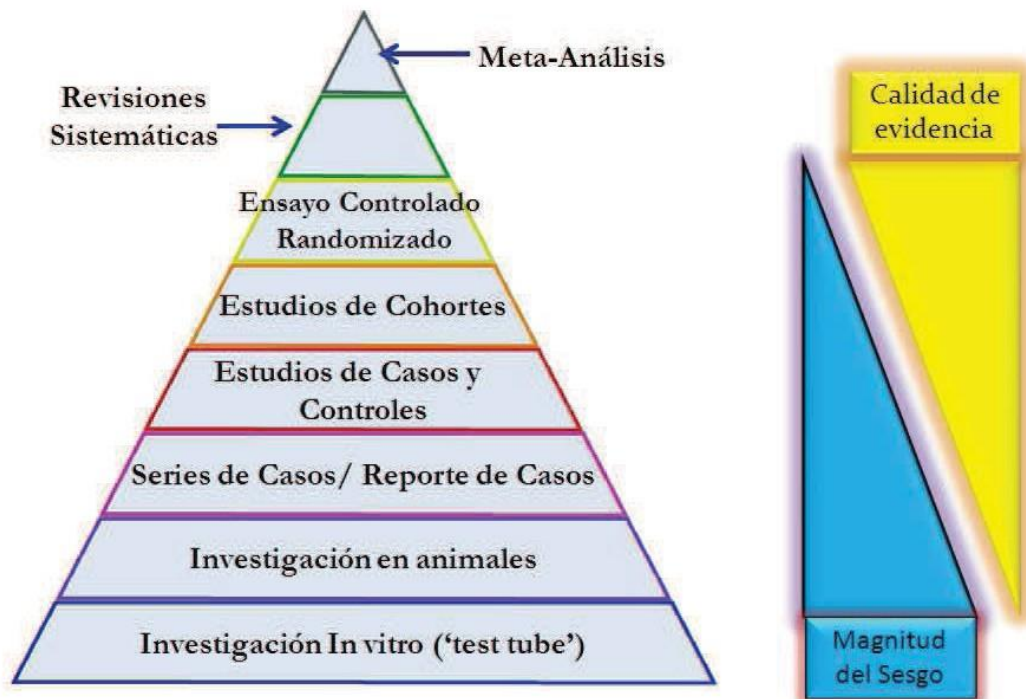 Meta-Análisis
Revisiones
Sistemáticas
Ensayo Controlado
Randomizado
Estudios de Cohortes
Estudios de Casos y
Controles
Series de Casos/ Reporte de Casos
Investigación en animales
Investigación In vitro (‘test tube’)
Calidad de
evidencia
Magnitud
del Sesgo